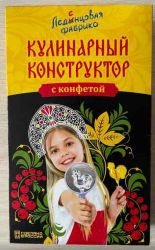 Леденцовая
фабрика
КУЛИНАРНЫЙ
КОНСТРУКТОР
с конфетой